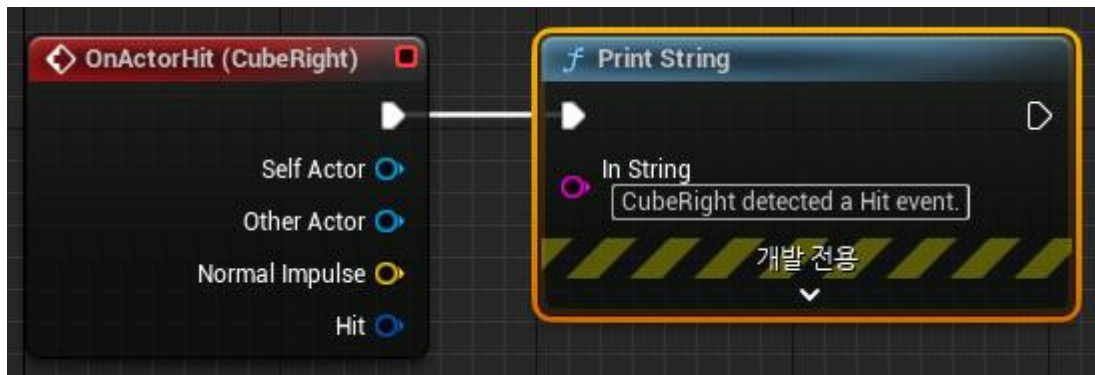 OnActorHit (CubeRight)
Self Actor
Other Actor
Normal Impulse
Hit
f Print String
In String
CubeRight detected a Hit event.
개발 전용